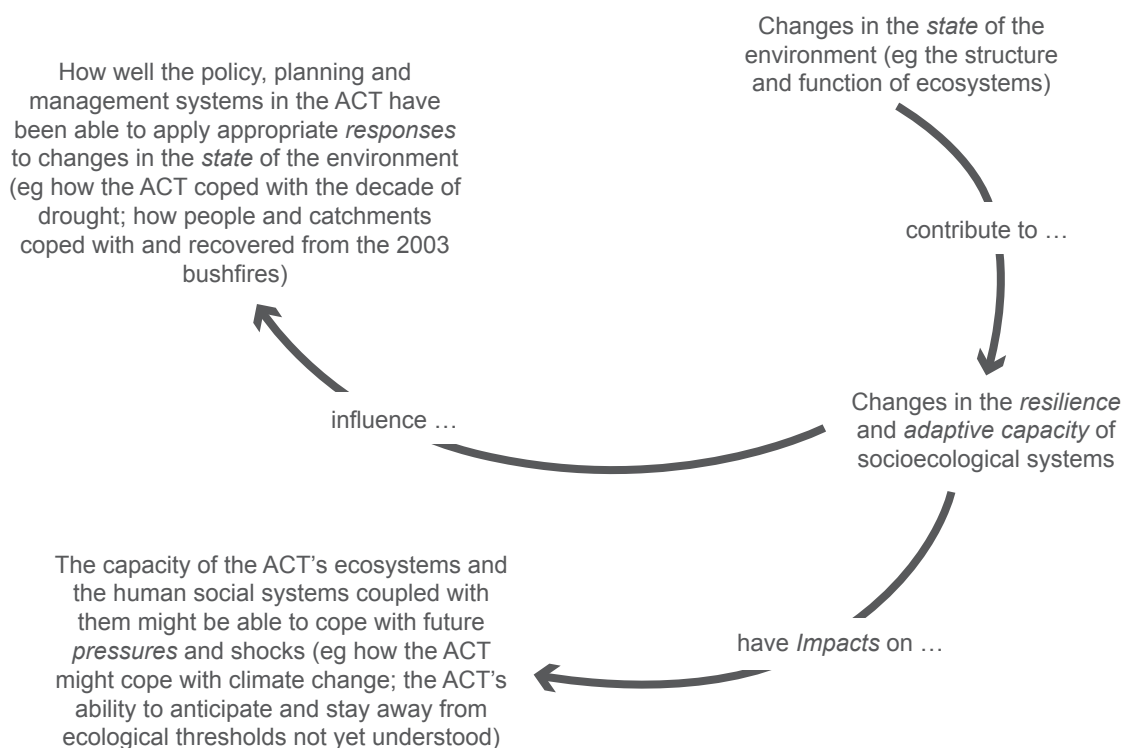 Changes in the state of the
environment (eg the structure
and function of ecosystems)
contribute to …
Changes in the resilience
and adaptive capacity of
socioecological systems
influence …
How well the policy, planning and
management systems in the ACT have
been able to apply appropriate responses
to changes in the state of the environment
(eg how the ACT coped with the decade of
drought; how people and catchments
coped with and recovered from the 2003
bushfires)
have Impacts on …
The capacity of the ACT’s ecosystems and
the human social systems coupled with
them might be able to cope with future
pressures and shocks (eg how the ACT
might cope with climate change; the ACT’s
ability to anticipate and stay away from
ecological thresholds not yet understood)